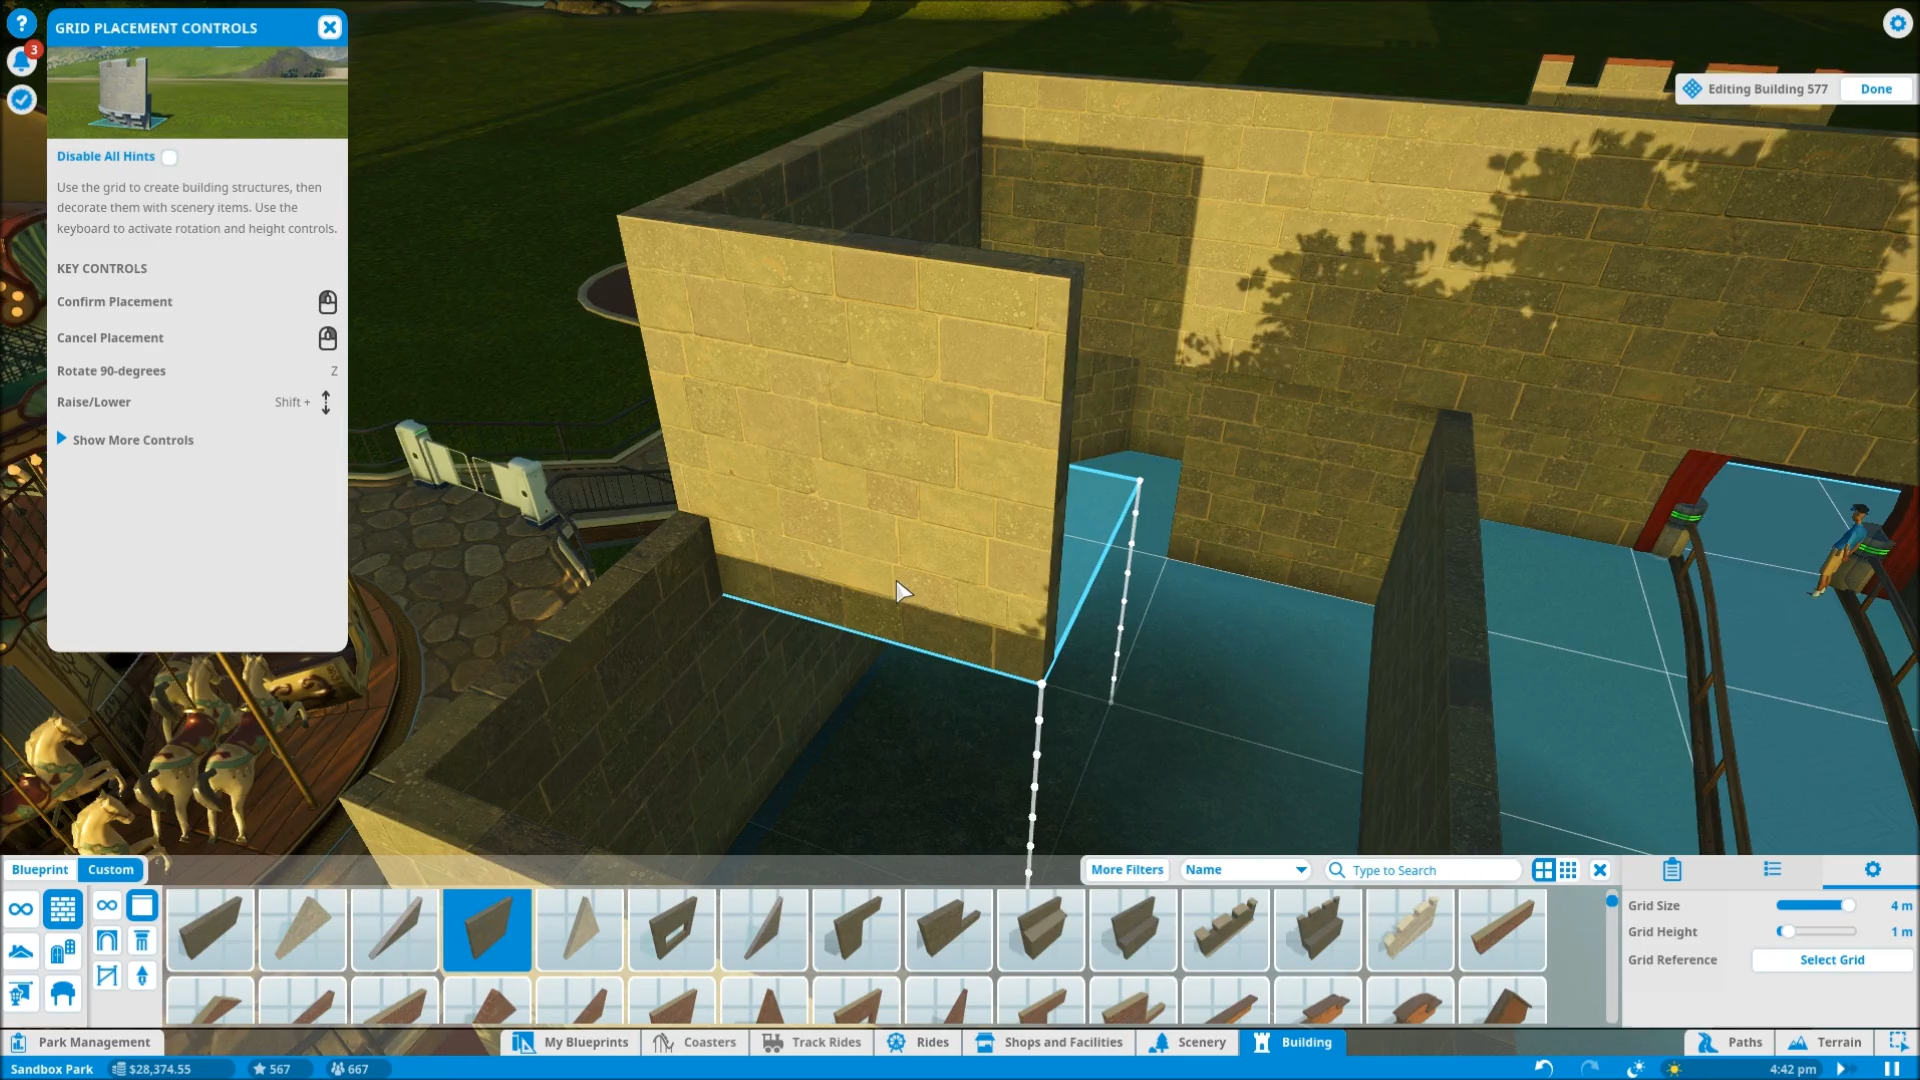 ?
GRID PLACEMENT CONTROLS
3
Disable All Hints
Use the grid to create building structures, then
decorate them with scenery items. Use the
keyboard to activate rotation and height controls.
KEY CONTROLS
Confirm Placement
Cancel Placement
Rotate 90-degrees Z
Raise/Lower Shift +
Show More Controls
Editing Building 577 Done
Blueprint Custom
More Filters Name Type to Search
Grid Size 4 m
Grid Height 1 m
Grid Reference Select Grid
Park Management My Blueprints Coasters Track Rides Rides Shops and Facilities Scenery Building Paths Terrain
Sandbox Park $28,374.55 567 667 4:42 pm